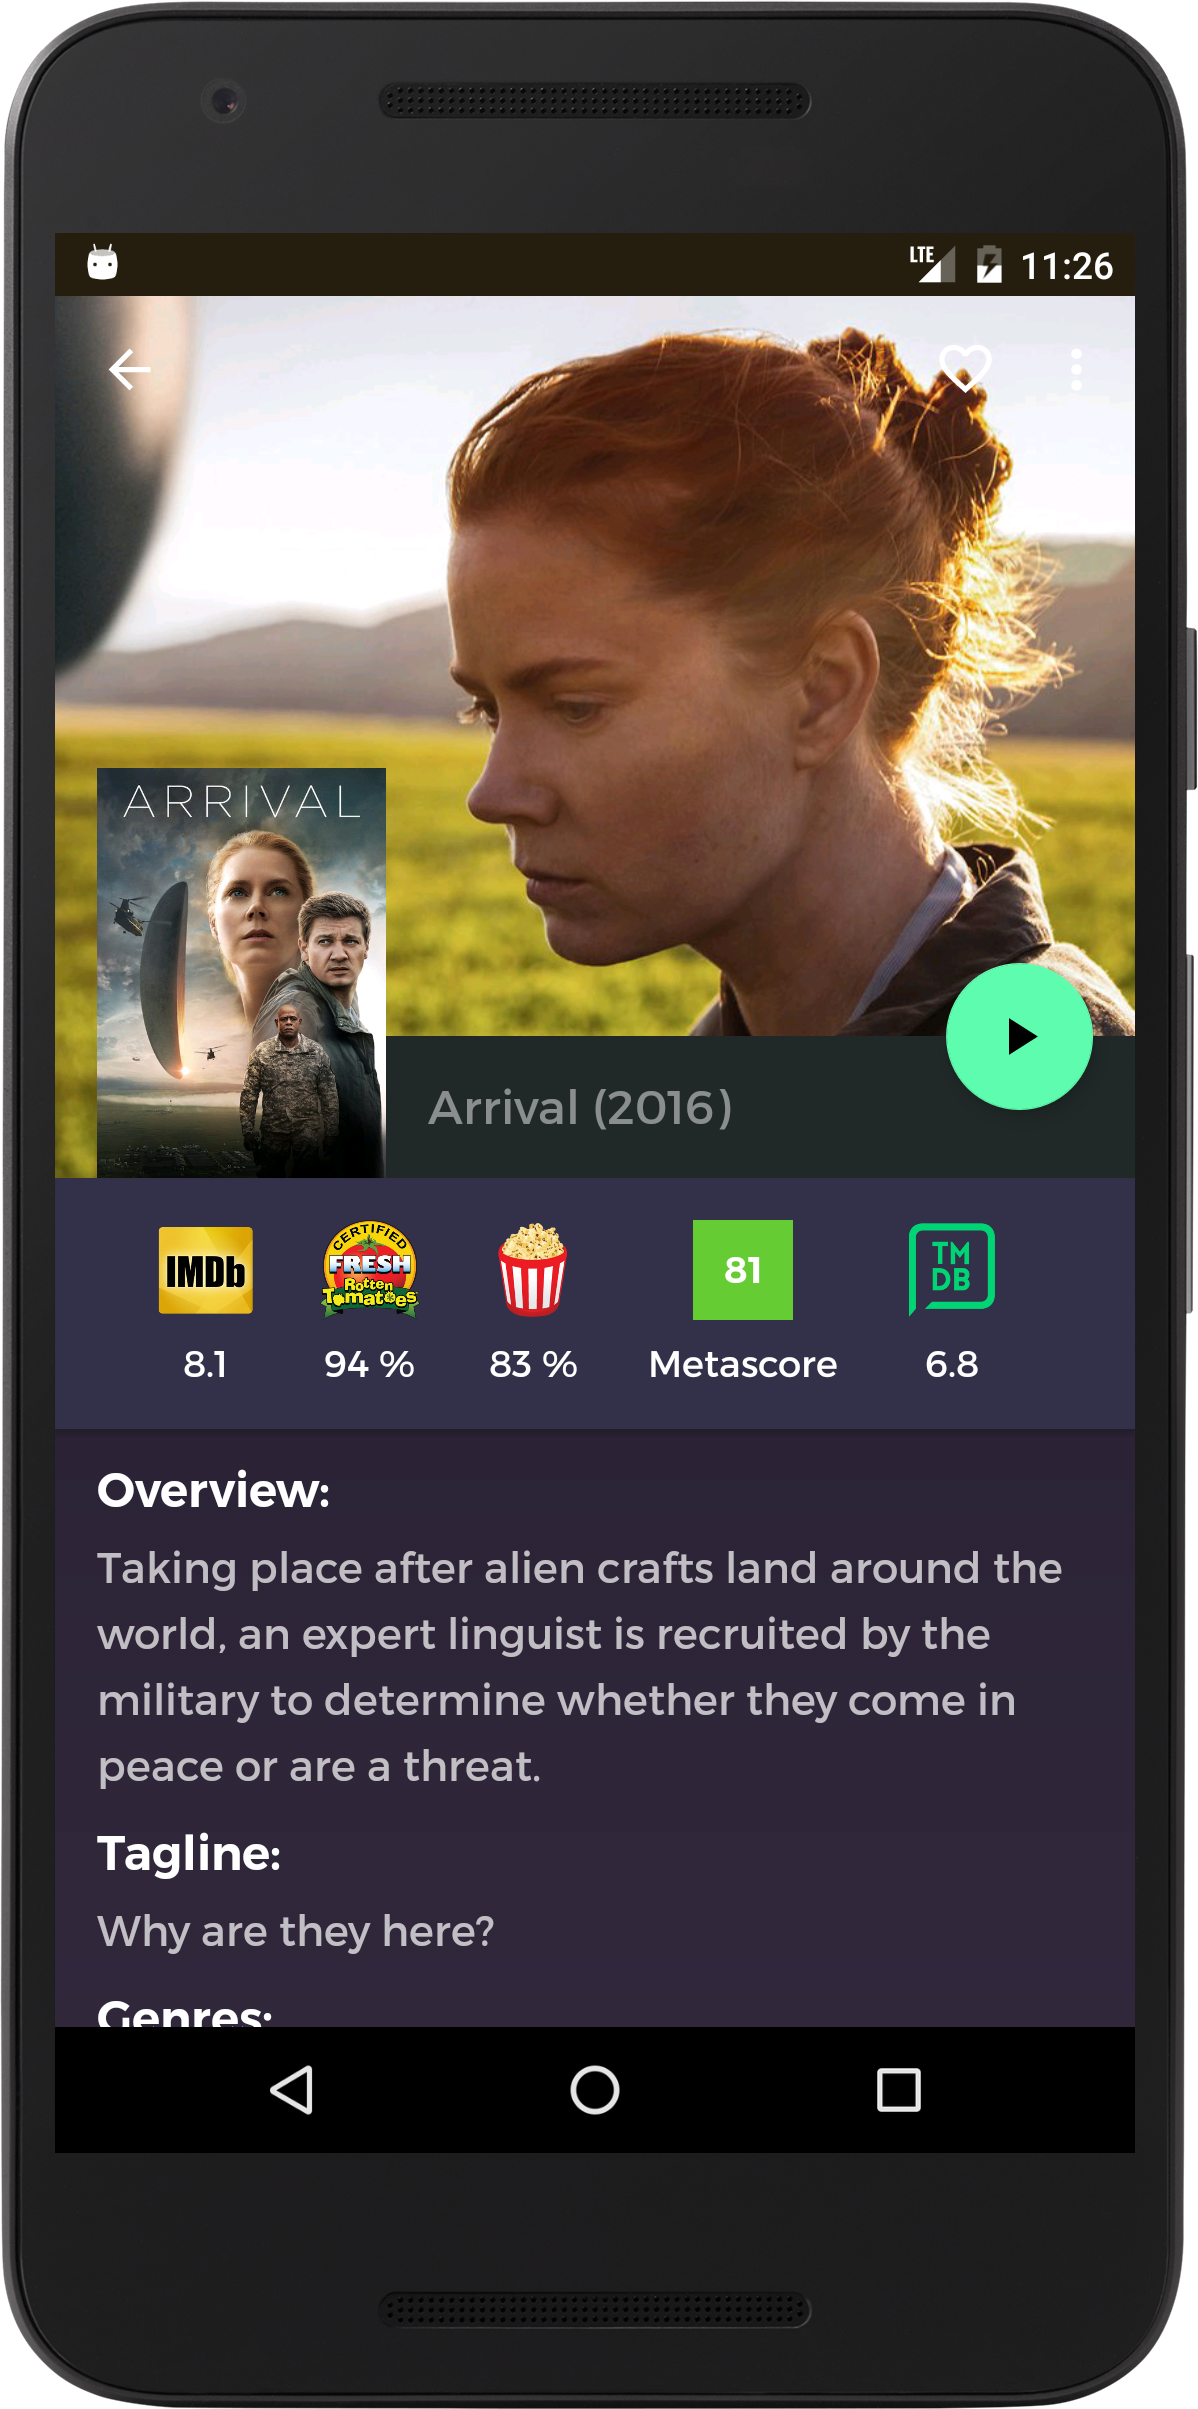 LTE 11:26
ARRIVAL
Arrival (2016)
IMDb
CERTIFIED
FRESH
Rotten
Tomatoes
81
TM
DB
8.1 94 % 83 % Metascore 6.8
Overview:
Taking place after alien crafts land around the
world, an expert linguist is recruited by the
military to determine whether they come in
peace or are a threat.
Tagline:
Why are they here?
Genres: